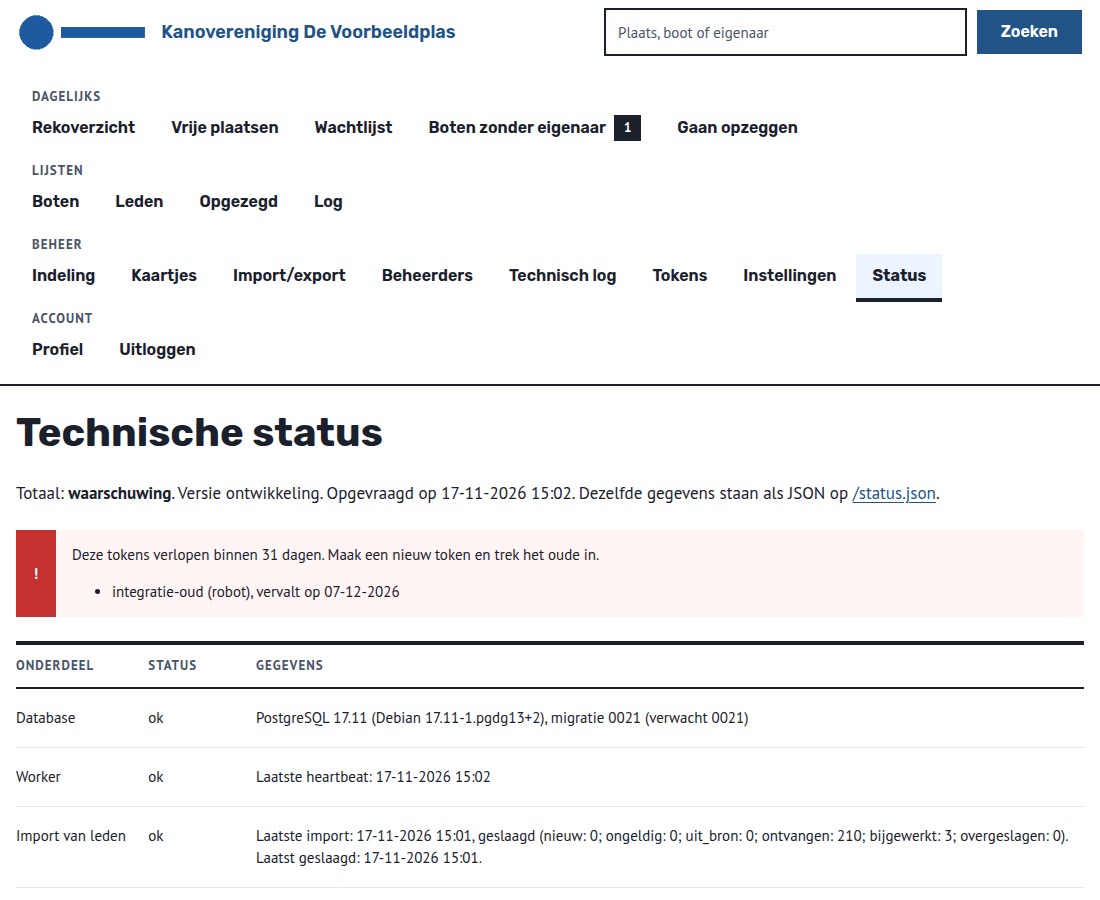 Kanovereniging De Voorbeeldplas
Plaats, boot of eigenaar
Zoeken
DAGELIJKS
Rekoverzicht Vrije plaatsen Wachtlijst Boten zonder eigenaar 1 Gaan opzeggen
LIJSTEN
Boten Leden Opgezegd Log
BEHEER
Indeling Kaartjes Import/export Beheerders Technisch log Tokens Instellingen Status
ACCOUNT
Profiel Uitloggen
Technische status
Totaal: waarschuwing. Versie ontwikkeling. Opgevraagd op 17-11-2026 15:02. Dezelfde gegevens staan als JSON op /status.json.
!
Deze tokens verlopen binnen 31 dagen. Maak een nieuw token en trek het oude in.
• integratie-oud (robot), vervalt op 07-12-2026
ONDERDEEL STATUS GEGEVENS
Database ok PostgreSQL 17.11 (Debian 17.11-1.pgdg13+2), migratie 0021 (verwacht 0021)
Worker ok Laatste heartbeat: 17-11-2026 15:02
Import van leden ok Laatste import: 17-11-2026 15:01, geslaagd (nieuw: 0; ongeldig: 0; uit_bron: 0; ontvangen: 210; bijgewerkt: 3; overgeslagen: 0).
Laatst geslaagd: 17-11-2026 15:01.